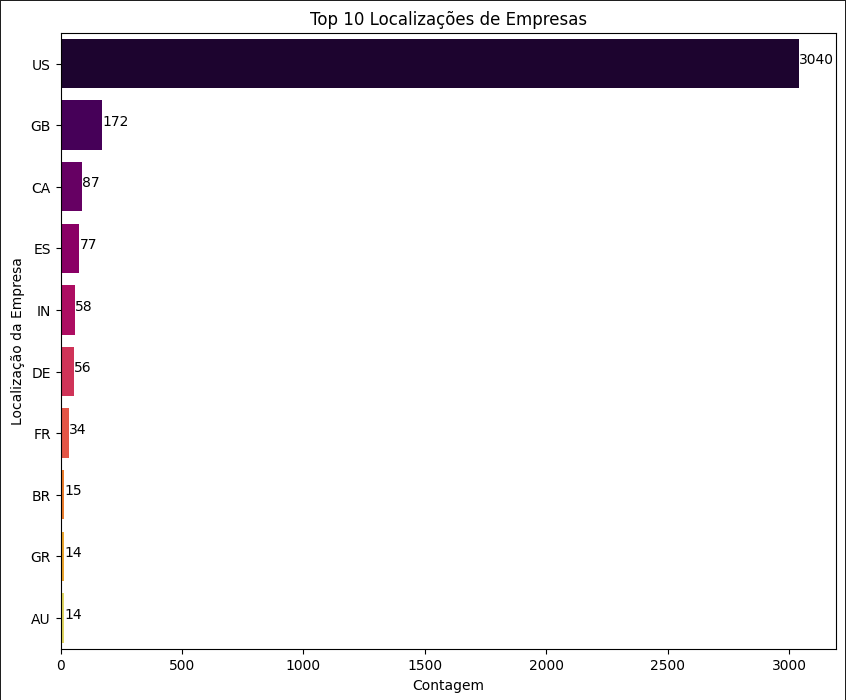 Top 10 Localizações de Empresas
US 3040
GB 172
CA 87
ES 77
IN 58
DE 56
FR 34
BR 15
GR 14
AU 14
0 500 1000 1500 2000 2500 3000
Contagem
Localização da Empresa